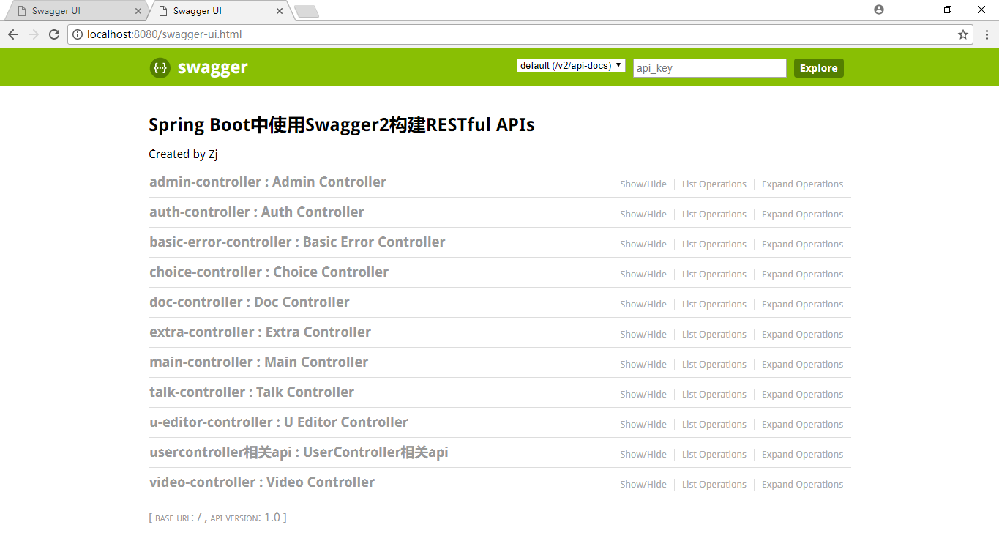 Swagger UI
Swagger UI
localhost:8080/swagger-ui.html
{··} swagger default (/v2/api-docs) api_key Explore
Spring Boot中使用Swagger2构建RESTful APIs
Created by Zj
admin-controller : Admin Controller Show/Hide List Operations Expand Operations
auth-controller : Auth Controller Show/Hide List Operations Expand Operations
basic-error-controller : Basic Error Controller Show/Hide List Operations Expand Operations
choice-controller : Choice Controller Show/Hide List Operations Expand Operations
doc-controller : Doc Controller Show/Hide List Operations Expand Operations
extra-controller : Extra Controller Show/Hide List Operations Expand Operations
main-controller : Main Controller Show/Hide List Operations Expand Operations
talk-controller : Talk Controller Show/Hide List Operations Expand Operations
u-editor-controller : U Editor Controller Show/Hide List Operations Expand Operations
usercontroller相关api : UserController相关api Show/Hide List Operations Expand Operations
video-controller : Video Controller Show/Hide List Operations Expand Operations
[ BASE URL: / , API VERSION: 1.0 ]